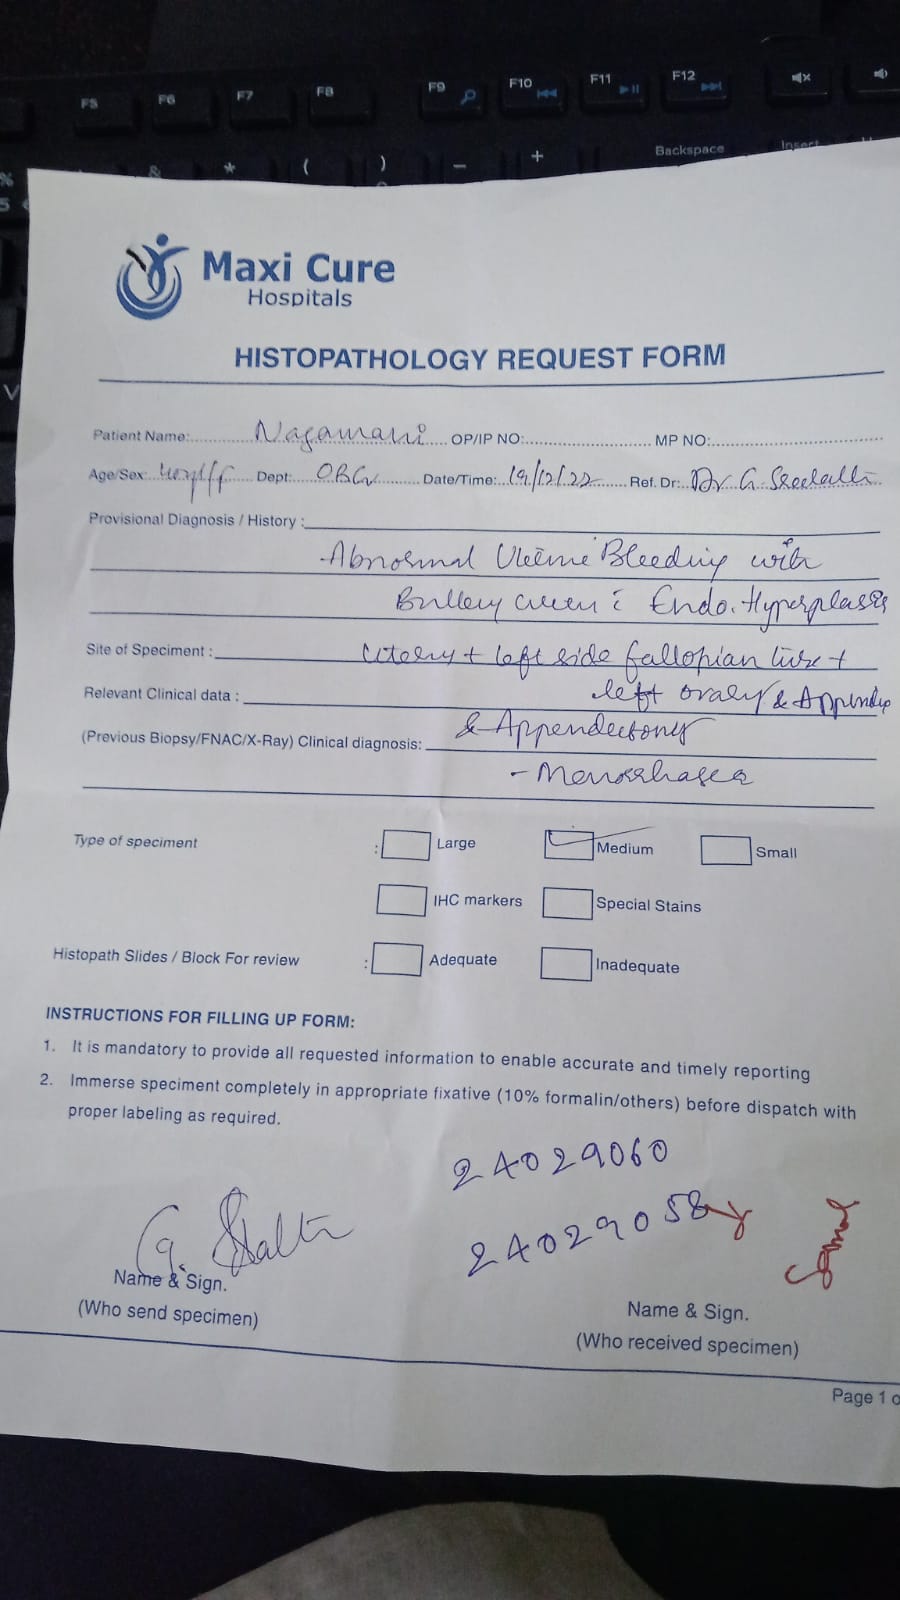 F5 F6 F7 F8 F9 F10 F11 F12
& * ( ) - + Backspace Insert
%
5
V
Maxi Cure
Hospitals
HISTOPATHOLOGY REQUEST FORM
Patient Name: Nagamani OP/IP NO: MP NO:
Age/Sex: Dept: Date/Time: 19/12/22 Ref. Dr: Dr G.
Provisional Diagnosis / History :
- Abnormal Uterine Bleeding with
Endo. Hyperplasia
Site of Specimen : + left side fallopian tube +
Relevant Clinical data : left ovary & Appendix
(Previous Biopsy/FNAC/X-Ray) Clinical diagnosis: & Appendectomy
- Menorrhagea
Type of speciment : Large Medium Small
IHC markers Special Stains
Histopath Slides / Block For review : Adequate Inadequate
INSTRUCTIONS FOR FILLING UP FORM:
1. It is mandatory to provide all requested information to enable accurate and timely reporting
2. Immerse speciment completely in appropriate fixative (10% formalin/others) before dispatch with
proper labeling as required.
24029060
24029058
Name & Sign.
(Who send specimen)
Name & Sign.
(Who received specimen)
Page 1 o